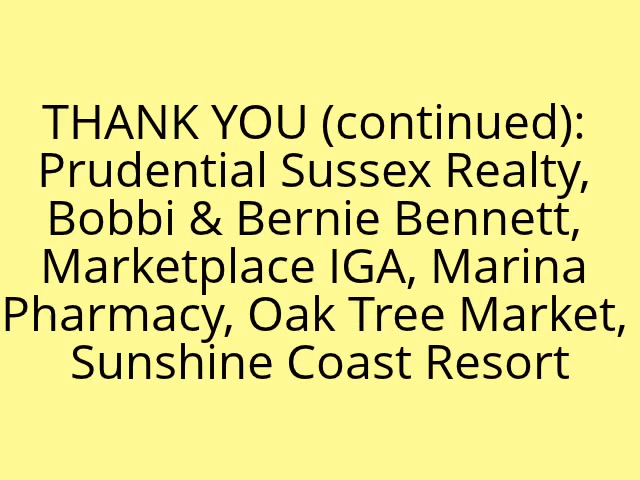 THANK YOU (continued):
Prudential Sussex Realty,
Bobbi & Bernie Bennett,
Marketplace IGA, Marina
Pharmacy, Oak Tree Market,
Sunshine Coast Resort